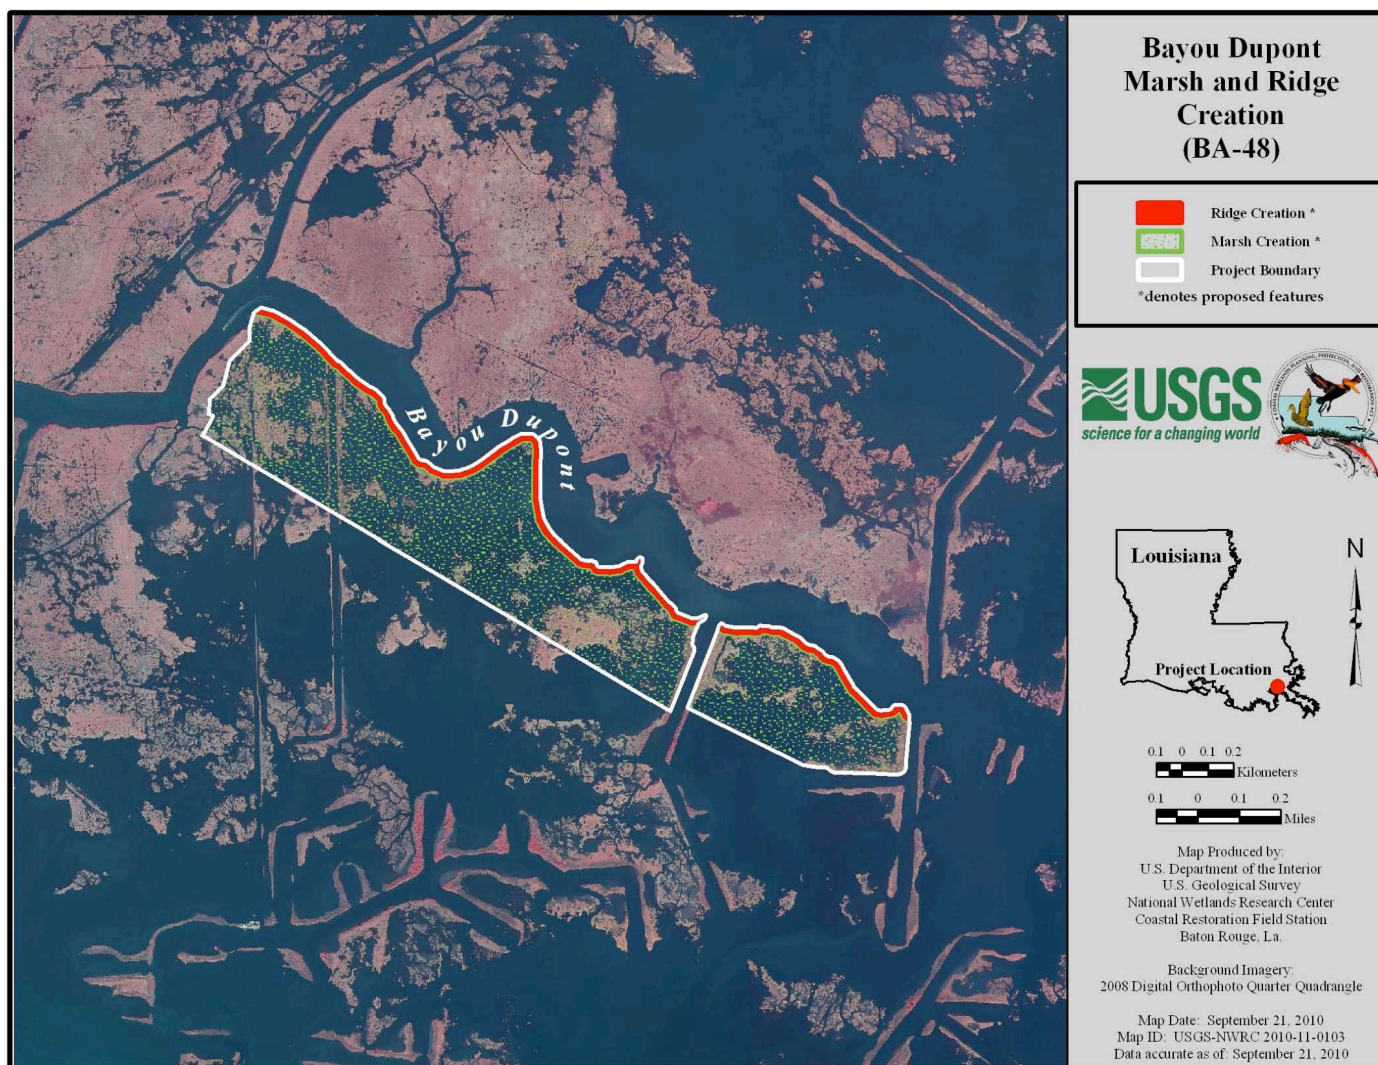 Bayou Dupont
Marsh and Ridge
Creation
(BA-48)
Ridge Creation *
Marsh Creation *
Project Boundary
*denotes proposed features
Bayou Dupont
USGS
science for a changing world
Louisiana
N
Project Location
0.1 0 0.1 0.2
Kilometers
0.1 0 0.1 0.2
Miles
Map Produced by:
U.S. Department of the Interior
U.S. Geological Survey
National Wetlands Research Center
Coastal Restoration Field Station
Baton Rouge, La.
Background Imagery:
2008 Digital Orthophoto Quarter Quadrangle
Map Date: September 21, 2010
Map ID: USGS-NWRC 2010-11-0103
Data accurate as of: September 21, 2010